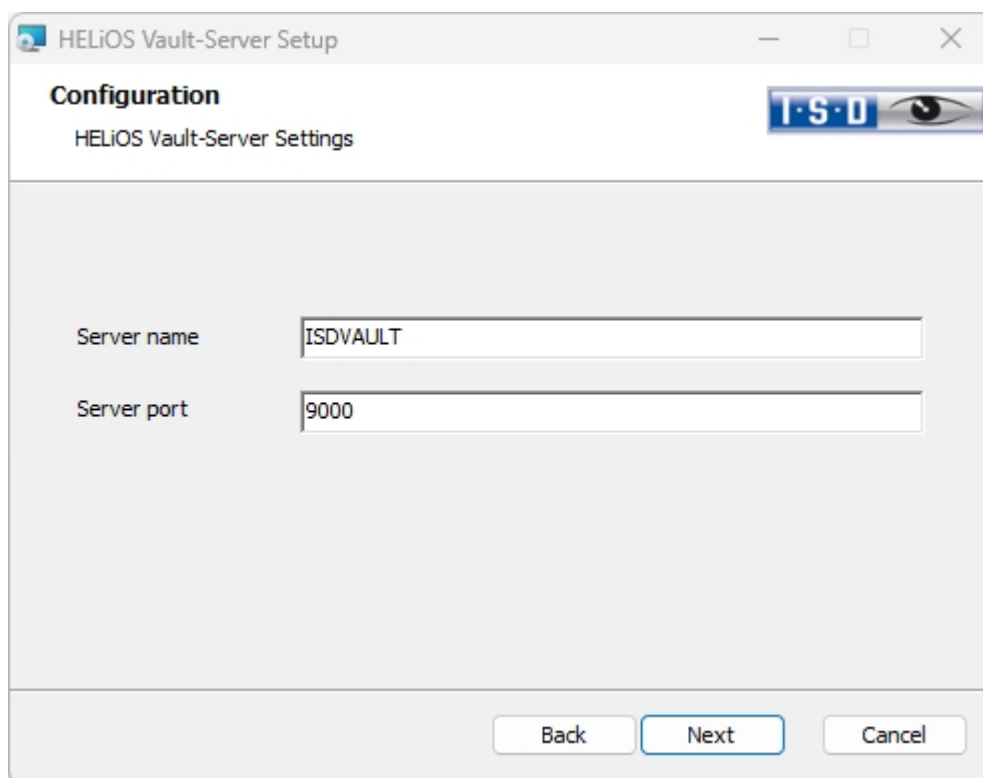 HELiOS Vault-Server Setup
Configuration
HELiOS Vault-Server Settings
I·S·D
Server name
ISDVAULT
Server port
9000
Back
Next
Cancel